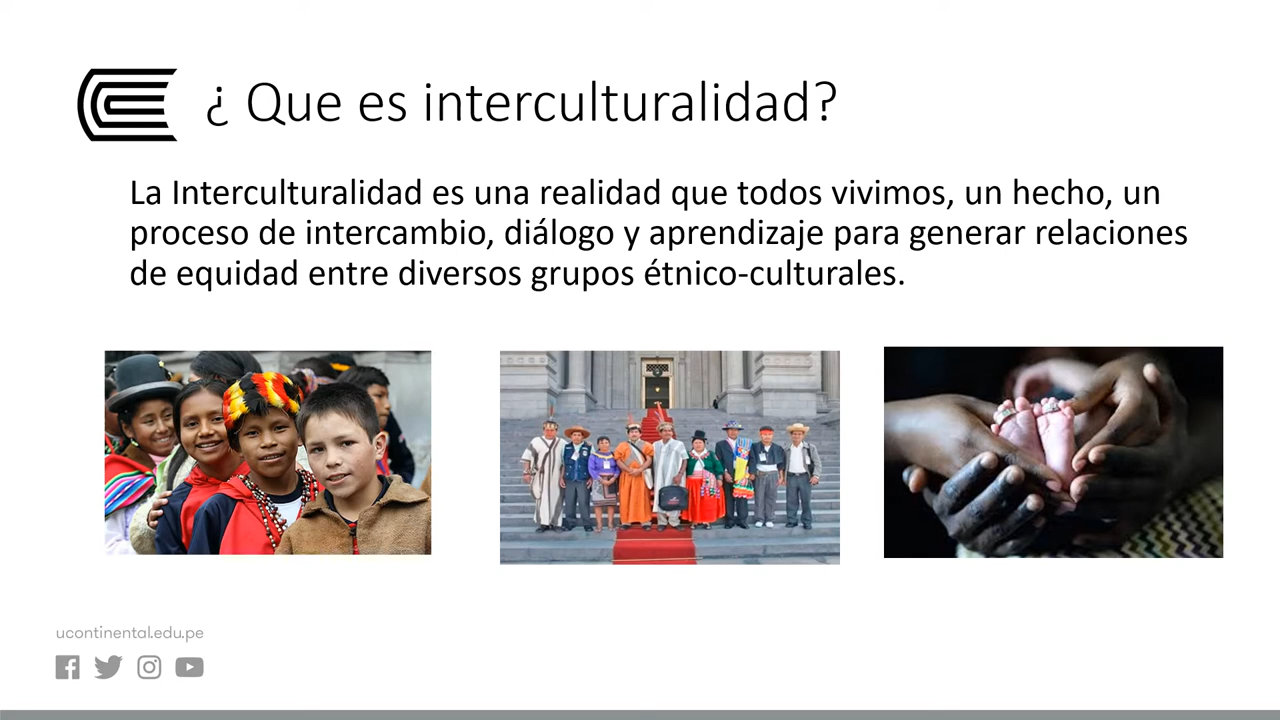 ¿ Que es interculturalidad?
La Interculturalidad es una realidad que todos vivimos, un hecho, un
proceso de intercambio, diálogo y aprendizaje para generar relaciones
de equidad entre diversos grupos étnico-culturales.
ucontinental.edu.pe